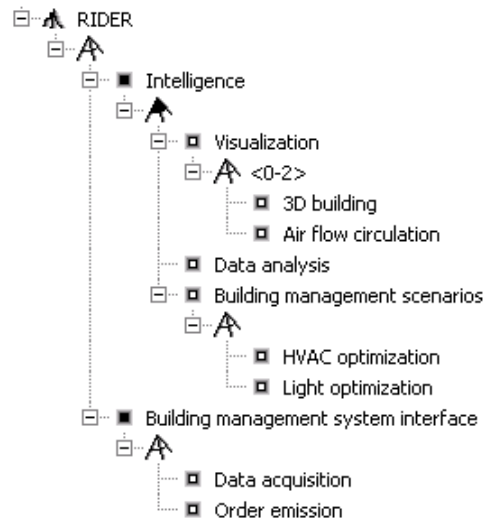 RIDER
Intelligence
Visualization
<0-2>
3D building
Air flow circulation
Data analysis
Building management scenarios
HVAC optimization
Light optimization
Building management system interface
Data acquisition
Order emission